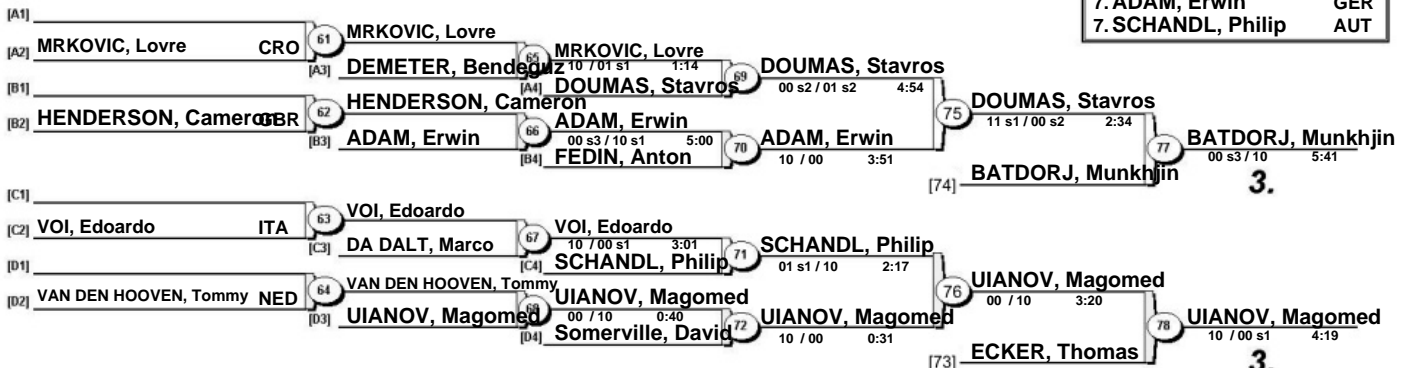 7. ADAM, Erwin GER
7. SCHANDL, Philip AUT
[A1]
[A2] MRKOVIC, Lovre CRO
61
MRKOVIC, Lovre
[A3] DEMETER, Bendeguz
65
MRKOVIC, Lovre
10 / 01 s1 1:14
[A4] DOUMAS, Stavros
69
DOUMAS, Stavros
00 s2 / 01 s2 4:54
[B1]
[B2] HENDERSON, Cameron GBR
62
HENDERSON, Cameron
[B3] ADAM, Erwin
66
ADAM, Erwin
00 s3 / 10 s1 5:00
[B4] FEDIN, Anton
70
ADAM, Erwin
10 / 00 3:51
75
DOUMAS, Stavros
11 s1 / 00 s2 2:34
[74] BATDORJ, Munkhjin
77
BATDORJ, Munkhjin
00 s3 / 10 5:41
3.
[C1]
[C2] VOI, Edoardo ITA
63
VOI, Edoardo
[C3] DA DALT, Marco
67
VOI, Edoardo
10 / 00 s1 3:01
[C4] SCHANDL, Philip
71
SCHANDL, Philip
01 s1 / 10 2:17
[D1]
[D2] VAN DEN HOOVEN, Tommy NED
64
VAN DEN HOOVEN, Tommy
[D3] UIANOV, Magomed
68
UIANOV, Magomed
00 / 10 0:40
[D4] Somerville, David
72
UIANOV, Magomed
10 / 00 0:31
76
UIANOV, Magomed
00 / 10 3:20
[73] ECKER, Thomas
78
UIANOV, Magomed
10 / 00 s1 4:19
3.